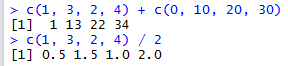 > c(1, 3, 2, 4) + c(0, 10, 20, 30)
[1]  1 13 22 34
> c(1, 3, 2, 4) / 2
[1] 0.5 1.5 1.0 2.0